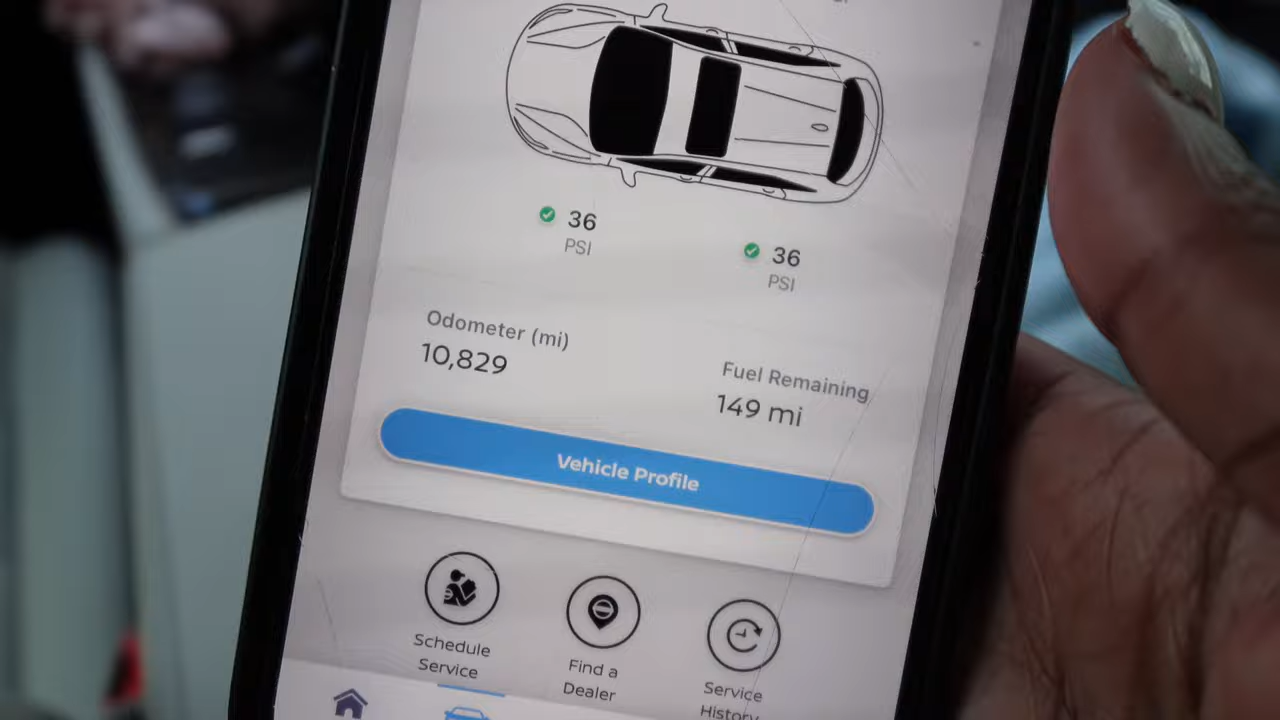 36
PSI
36
PSI
Odometer (mi)
10,829
Fuel Remaining
149 mi
Vehicle Profile
Schedule
Service
Find a
Dealer
Service
History